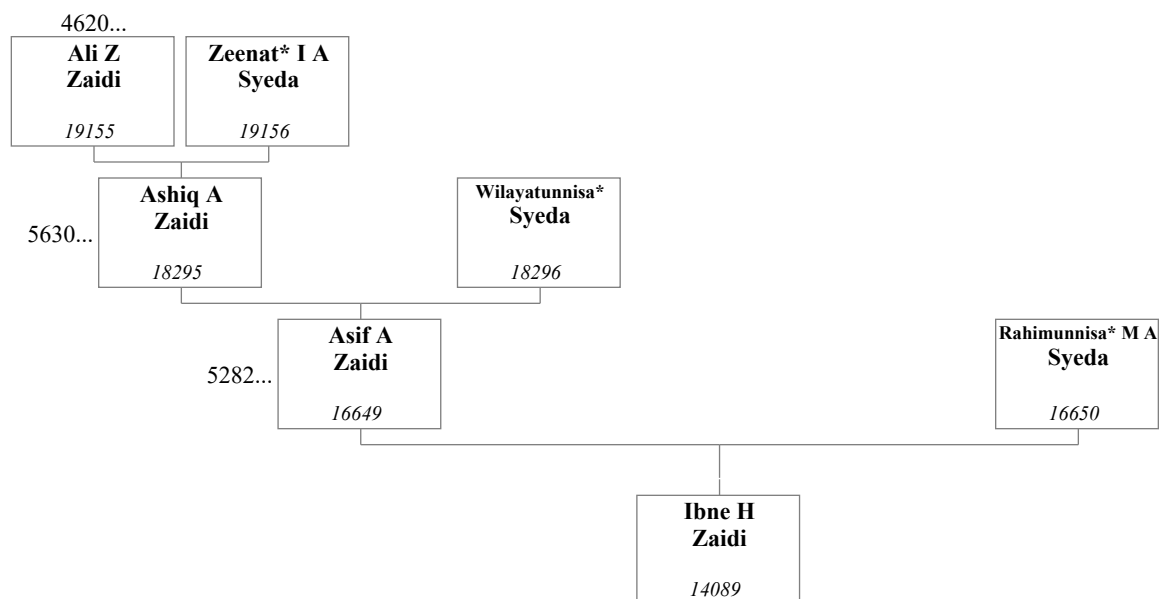 4620...
Ali Z
Zaidi
19155
Zeenat* I A
Syeda
19156
Ashiq A
Zaidi
18295
5630...
Wilayatunnisa*
Syeda
18296
Asif A
Zaidi
16649
5282...
Rahimunnisa* M A
Syeda
16650
Ibne H
Zaidi
14089